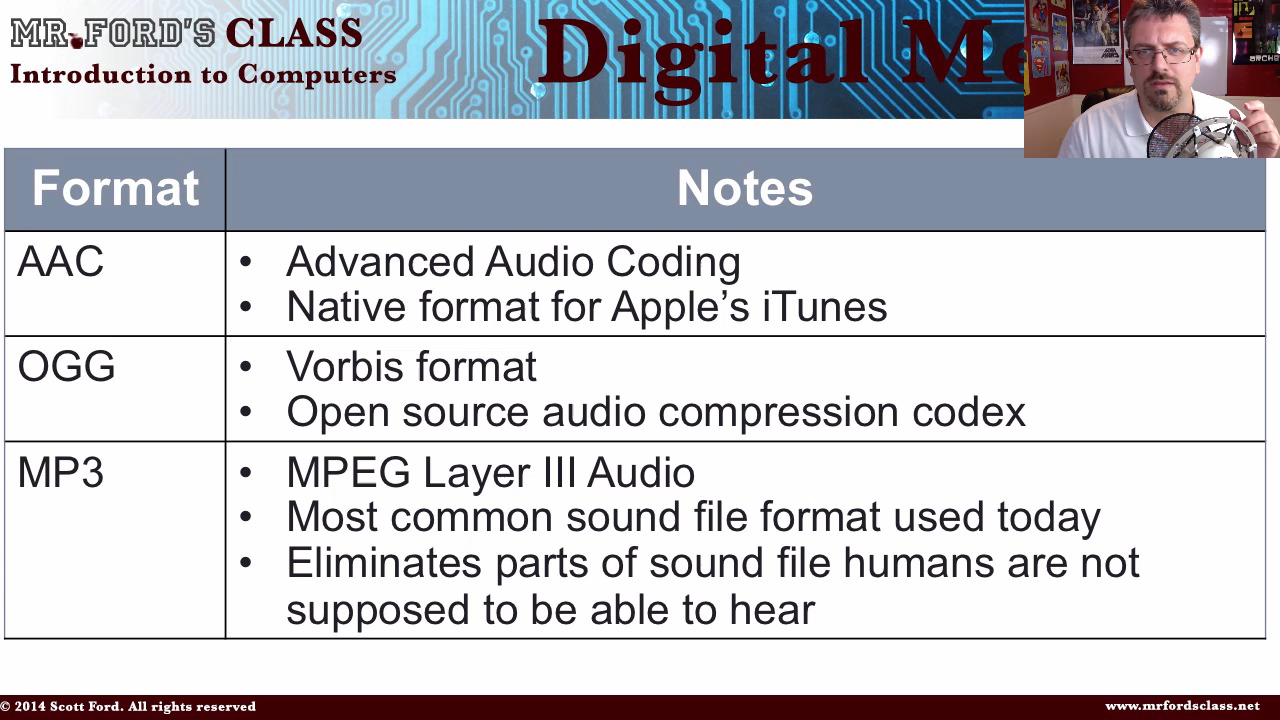 MR. FORD'S CLASS
Introduction to Computers
Digital Me
Format
Notes
AAC
• Advanced Audio Coding
• Native format for Apple’s iTunes
OGG
• Vorbis format
• Open source audio compression codex
MP3
• MPEG Layer III Audio
• Most common sound file format used today
• Eliminates parts of sound file humans are not
supposed to be able to hear
© 2014 Scott Ford. All rights reserved
www.mrfordsclass.net